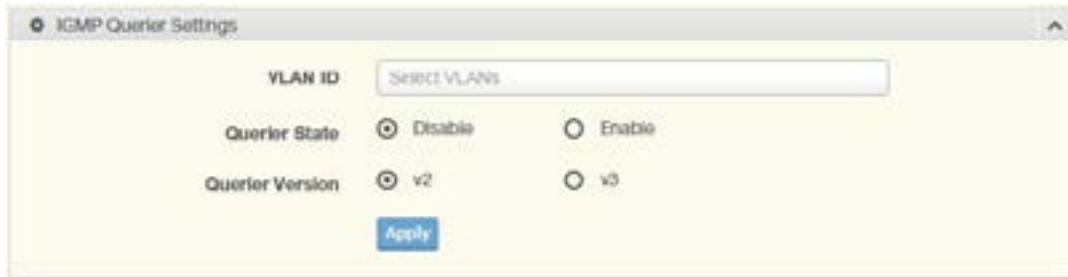 IGMP Querier Settings
VLAN ID Select VLANs
Querier State Disable Enable
Querier Version v2 v3
Apply